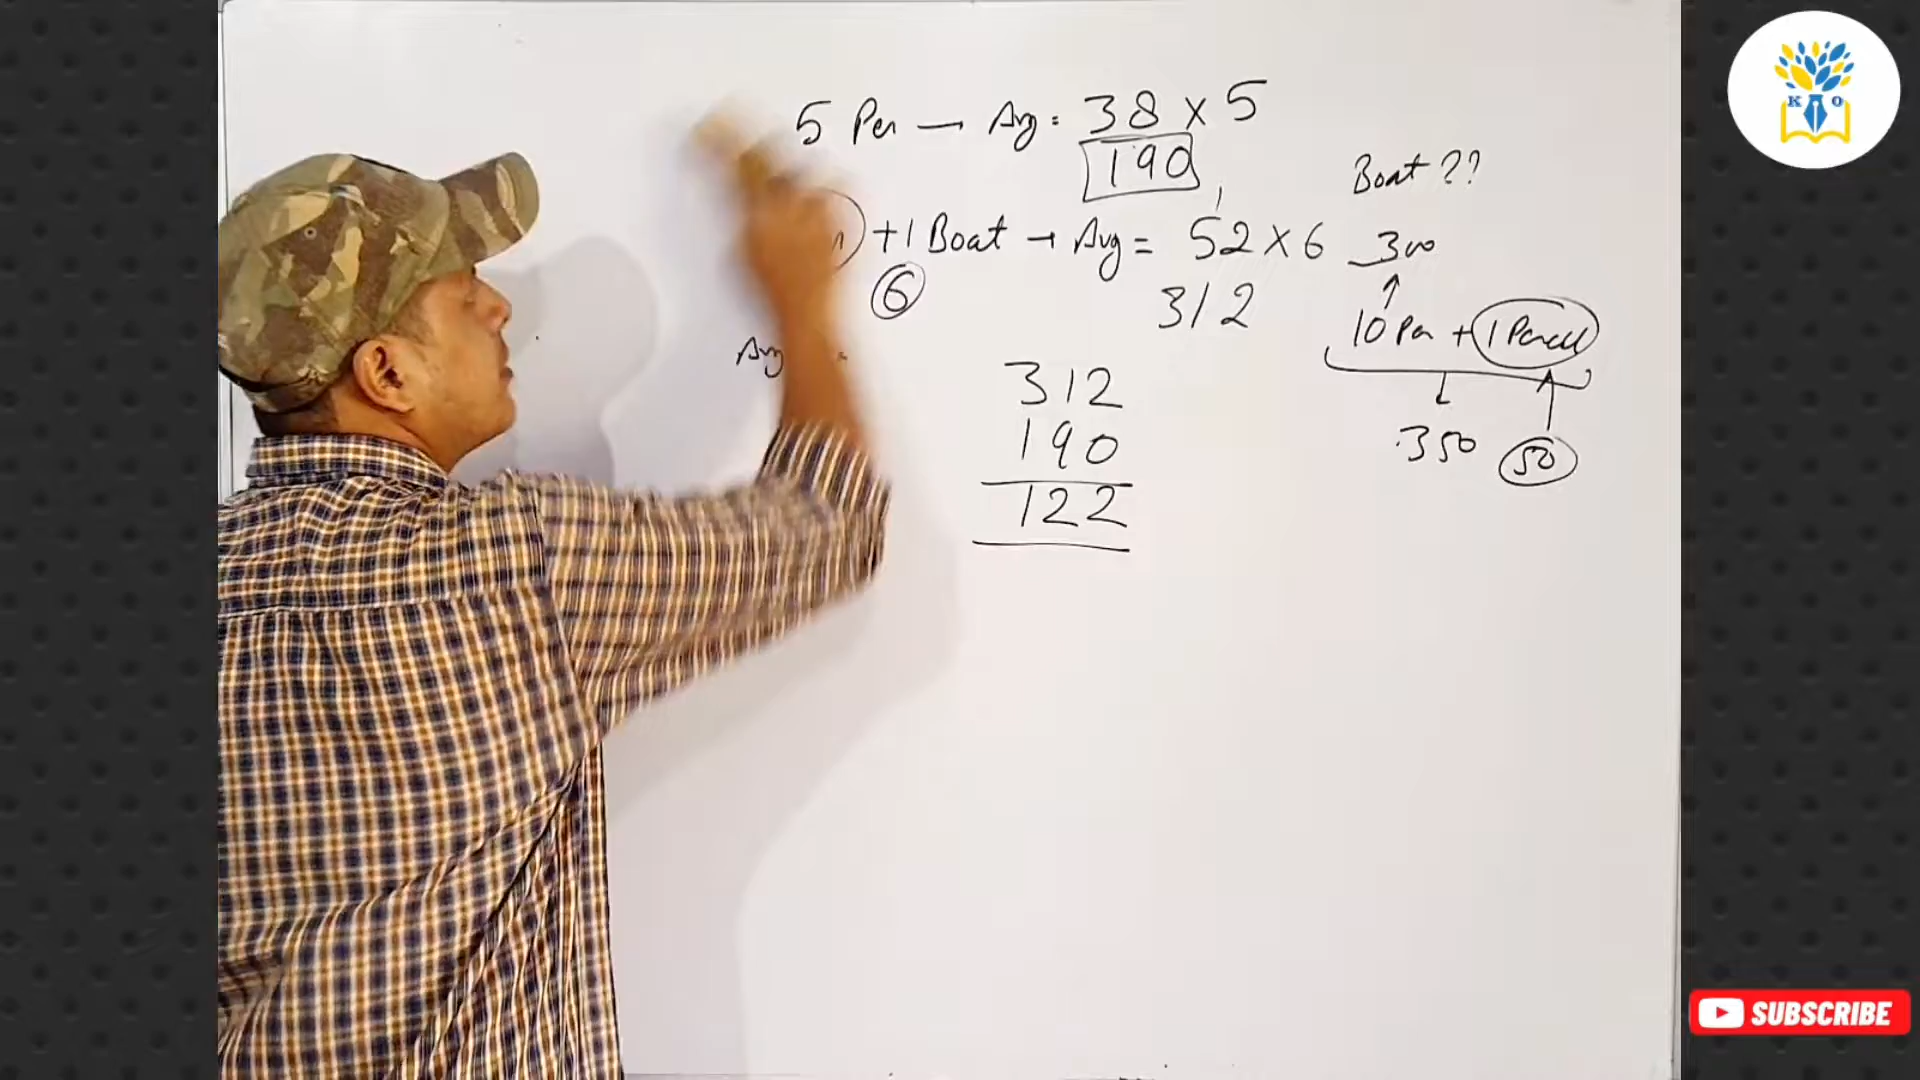 5 Pen — Avg = 38 × 5
190
Boat ??
+1 Boat → Avg = 52 × 6
300
6
312
10 Pen + 1 Pencil
Avg =
312
190
122
350
50
K O
SUBSCRIBE